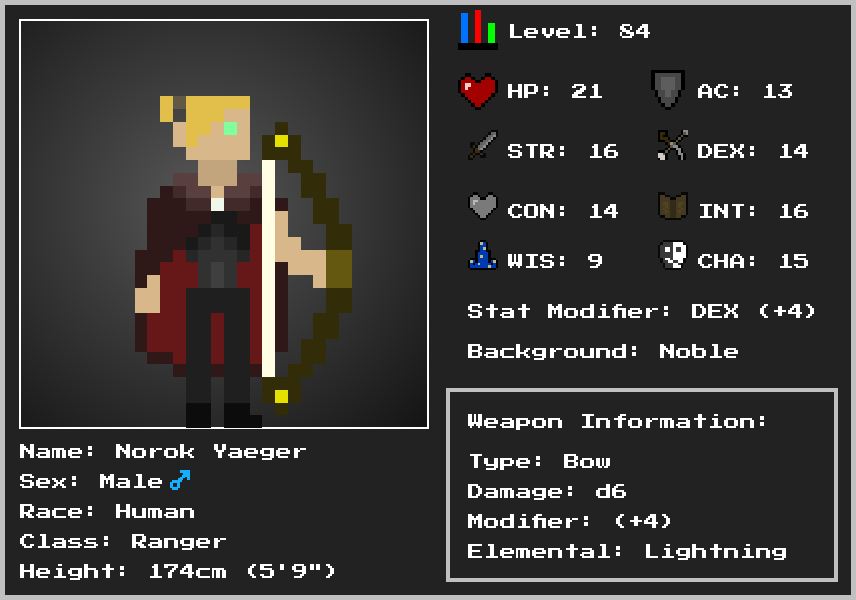 Level: 84
HP: 21 AC: 13
STR: 16 DEX: 14
CON: 14 INT: 16
WIS: 9 CHA: 15
Stat Modifier: DEX (+4)
Background: Noble
Weapon Information:
Type: Bow
Damage: d6
Modifier: (+4)
Elemental: Lightning
Name: Norok Yaeger
Sex: Male ♂
Race: Human
Class: Ranger
Height: 174cm (5'9")